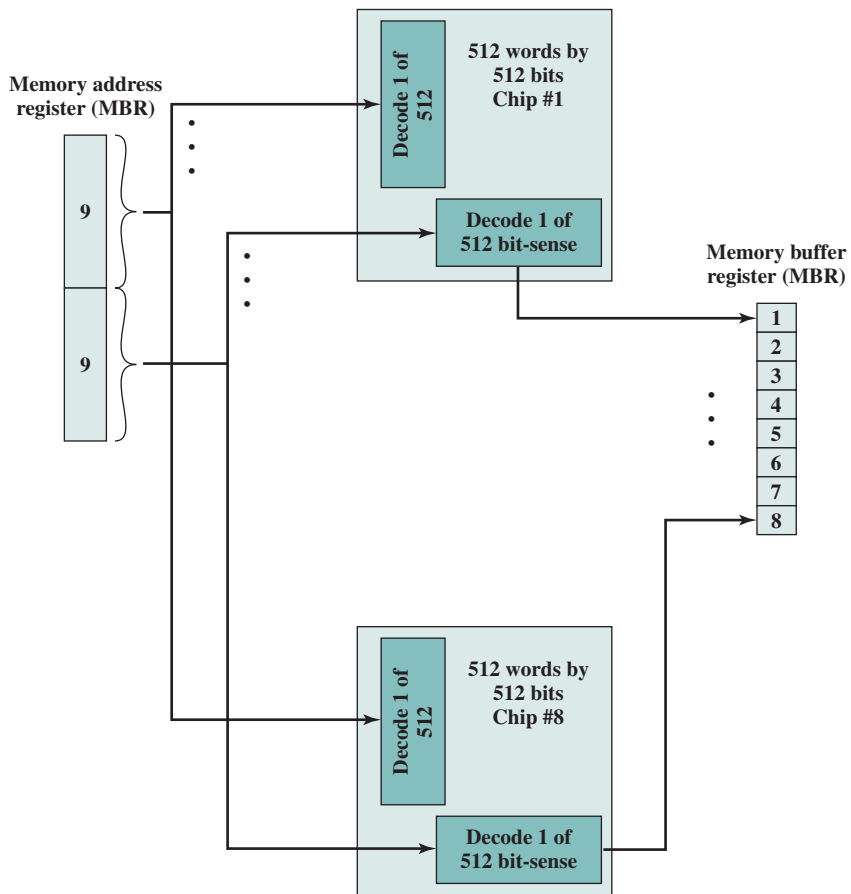 Memory address
register (MBR)
9
9
Decode 1 of
512
512 words by
512 bits
Chip #1
Decode 1 of
512 bit-sense
Memory buffer
register (MBR)
1
2
3
4
5
6
7
8
Decode 1 of
512
512 words by
512 bits
Chip #8
Decode 1 of
512 bit-sense